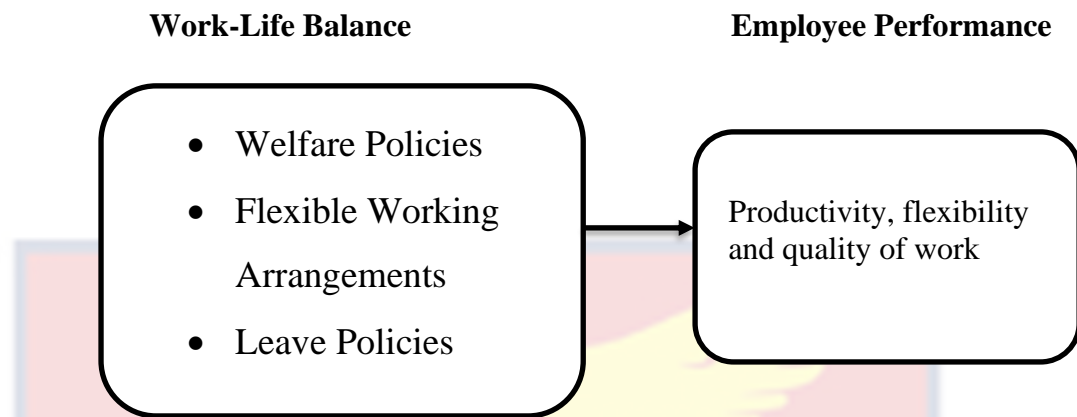 Work-Life Balance
Employee Performance
• Welfare Policies
• Flexible Working
Arrangements
• Leave Policies
Productivity, flexibility
and quality of work